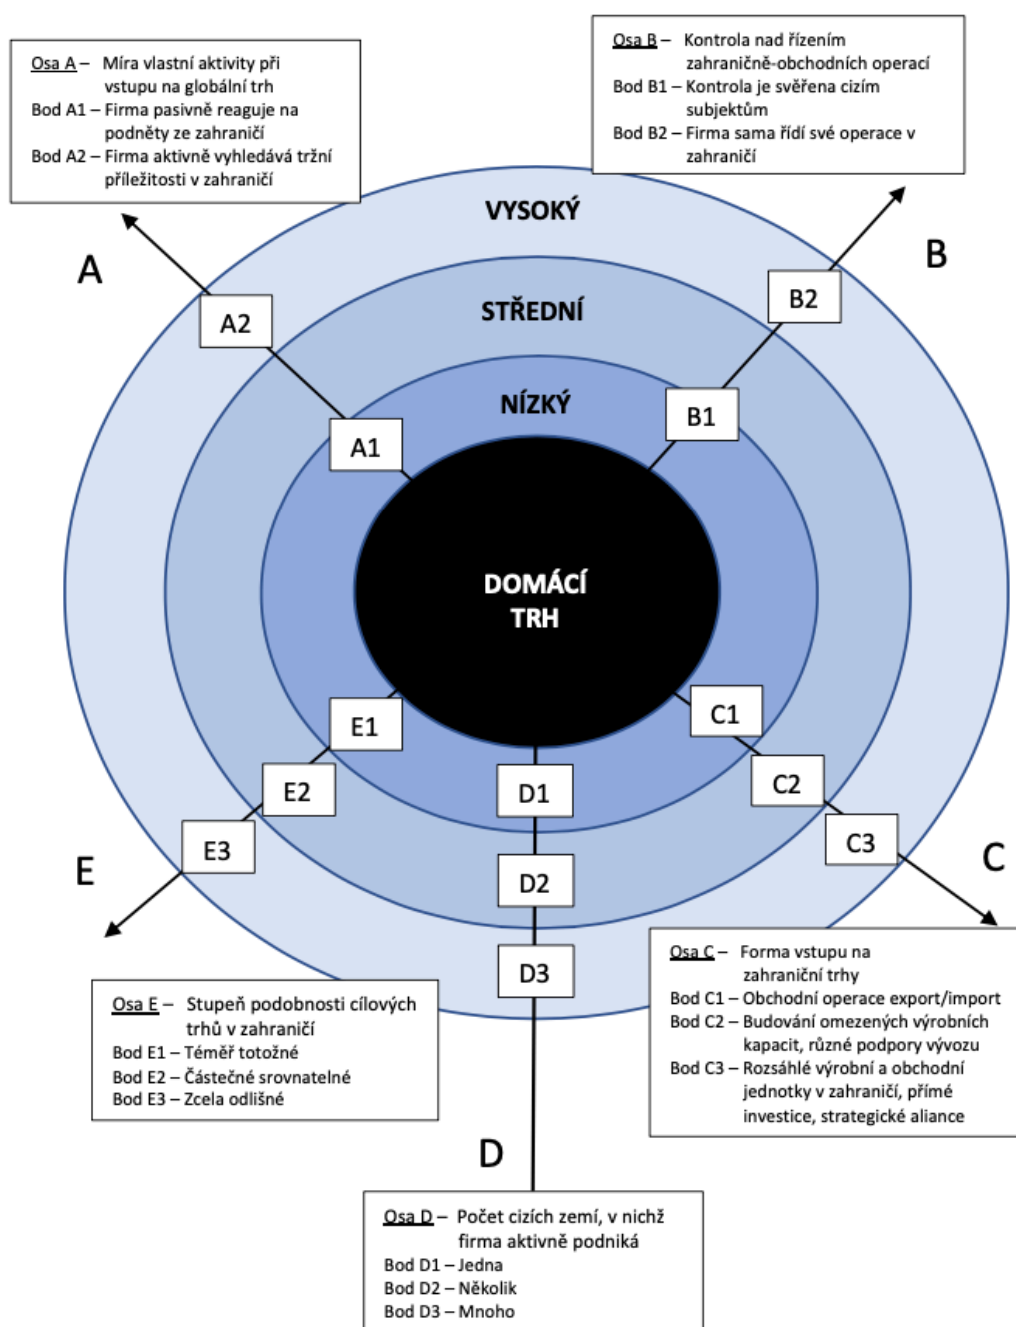 Osa A – Míra vlastní aktivity při
vstupu na globální trh
Bod A1 – Firma pasivně reaguje na
podněty ze zahraničí
Bod A2 – Firma aktivně vyhledává tržní
příležitosti v zahraničí
Osa B – Kontrola nad řízením
zahraničně-obchodních operací
Bod B1 – Kontrola je svěřena cizím
subjektům
Bod B2 – Firma sama řídí své operace v
zahraničí
VYSOKÝ
A
B
A2
B2
STŘEDNÍ
NÍZKÝ
A1
B1
DOMÁCÍ
TRH
E1
C1
E2
D1
C2
E3
D2
C3
E
C
D3
Osa E – Stupeň podobnosti cílových
trhů v zahraničí
Bod E1 – Téměř totožné
Bod E2 – Částečné srovnatelné
Bod E3 – Zcela odlišné
Osa C – Forma vstupu na
zahraniční trhy
Bod C1 – Obchodní operace export/import
Bod C2 – Budování omezených výrobních
kapacit, různé podpory vývozu
Bod C3 – Rozsáhlé výrobní a obchodní
jednotky v zahraničí, přímé
investice, strategické aliance
D
Osa D – Počet cizích zemí, v nichž
firma aktivně podniká
Bod D1 – Jedna
Bod D2 – Několik
Bod D3 – Mnoho